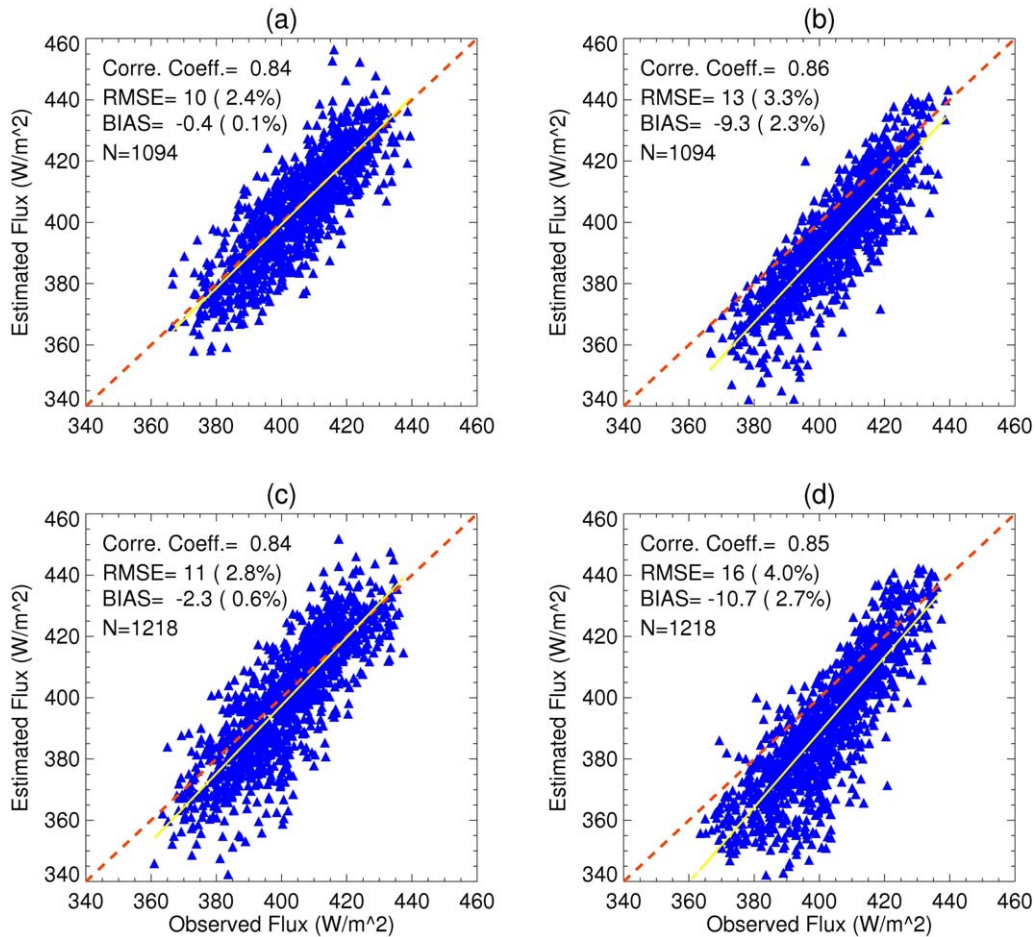 (a)
460
440
420
400
380
360
340
Estimated Flux (W/m^2)
Corre. Coeff.= 0.84
RMSE= 10 ( 2.4%)
BIAS= -0.4 ( 0.1%)
N=1094
340 360 380 400 420 440 460
(b)
460
440
420
400
380
360
340
Estimated Flux (W/m^2)
Corre. Coeff.= 0.86
RMSE= 13 ( 3.3%)
BIAS= -9.3 ( 2.3%)
N=1094
340 360 380 400 420 440 460
(c)
460
440
420
400
380
360
340
Estimated Flux (W/m^2)
Corre. Coeff.= 0.84
RMSE= 11 ( 2.8%)
BIAS= -2.3 ( 0.6%)
N=1218
340 360 380 400 420 440 460
Observed Flux (W/m^2)
(d)
460
440
420
400
380
360
340
Estimated Flux (W/m^2)
Corre. Coeff.= 0.85
RMSE= 16 ( 4.0%)
BIAS= -10.7 ( 2.7%)
N=1218
340 360 380 400 420 440 460
Observed Flux (W/m^2)